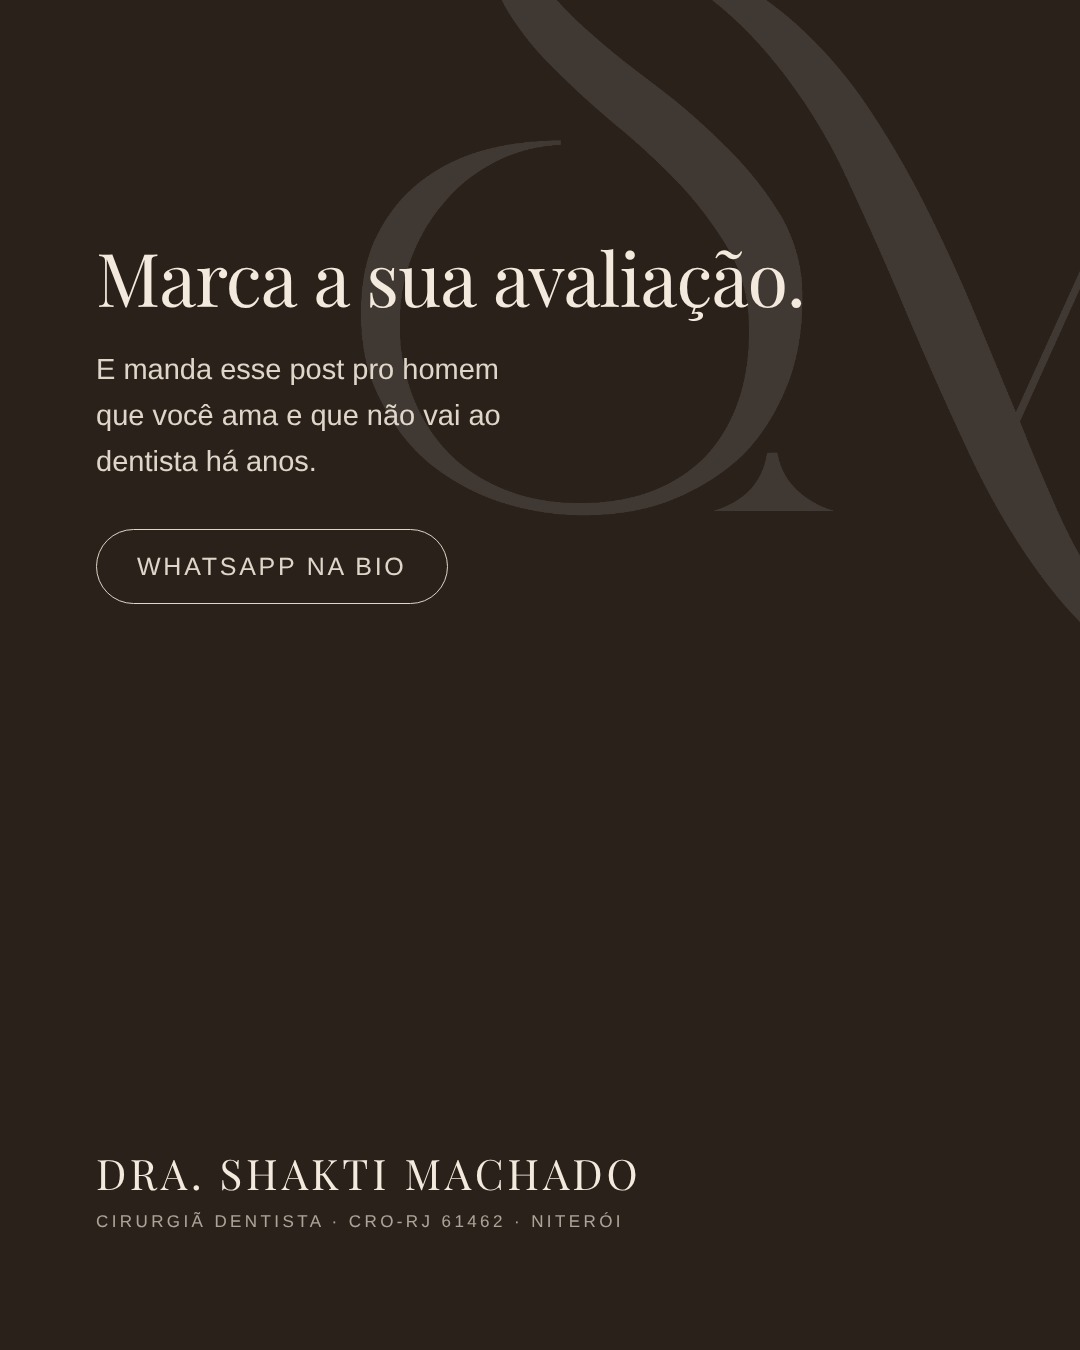 Marca a sua avaliação.
E manda esse post pro homem
que você ama e que não vai ao
dentista há anos.
WHATSAPP NA BIO
DRA. SHAKTI MACHADO
CIRURGIÃ DENTISTA · CRO-RJ 61462 · NITERÓI